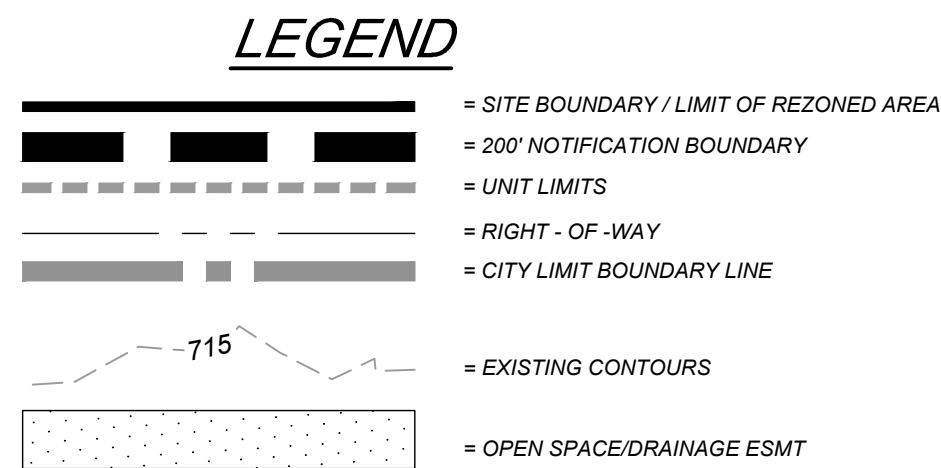 LEGEND
= SITE BOUNDARY / LIMIT OF REZONED AREA
= 200' NOTIFICATION BOUNDARY
= UNIT LIMITS
= RIGHT - OF -WAY
= CITY LIMIT BOUNDARY LINE
715
= EXISTING CONTOURS
= OPEN SPACE/DRAINAGE ESMT